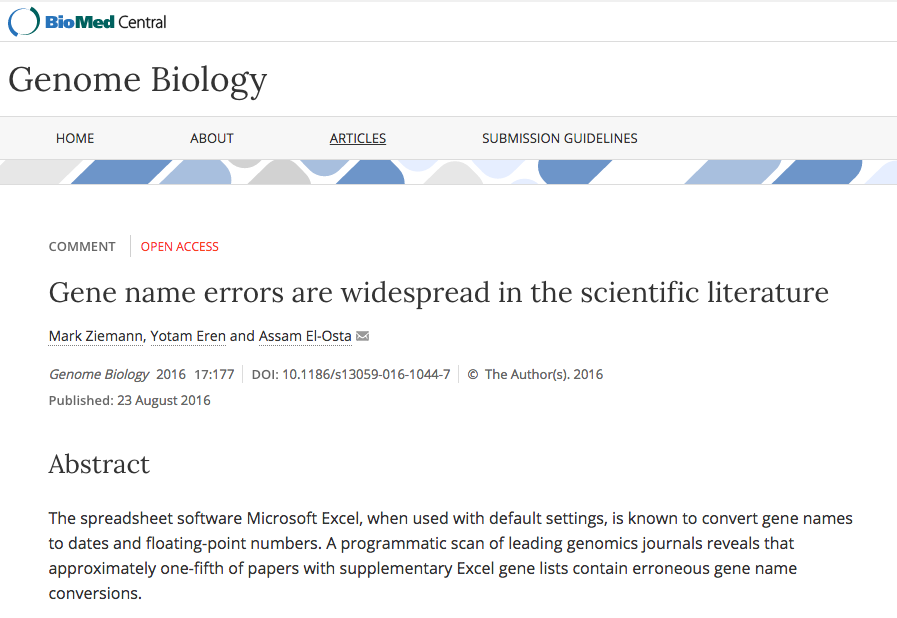 BioMed Central
Genome Biology
HOME ABOUT ARTICLES SUBMISSION GUIDELINES
COMMENT OPEN ACCESS
Gene name errors are widespread in the scientific literature
Mark Ziemann, Yotam Eren and Assam El-Osta
Genome Biology 2016 17:177 DOI: 10.1186/s13059-016-1044-7 © The Author(s). 2016
Published: 23 August 2016
Abstract
The spreadsheet software Microsoft Excel, when used with default settings, is known to convert gene names
to dates and floating-point numbers. A programmatic scan of leading genomics journals reveals that
approximately one-fifth of papers with supplementary Excel gene lists contain erroneous gene name
conversions.